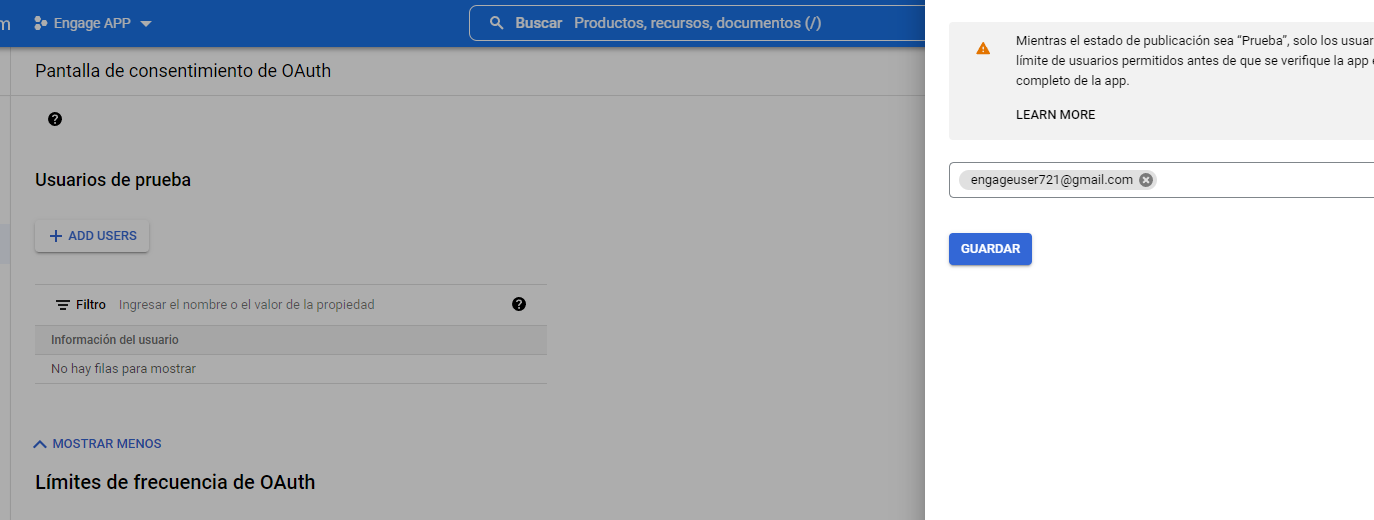 m Engage APP
Buscar Productos, recursos, documentos (/)
Pantalla de consentimiento de OAuth
?
Usuarios de prueba
+ ADD USERS
Filtro Ingresar el nombre o el valor de la propiedad ?
Información del usuario
No hay filas para mostrar
MOSTRAR MENOS
Límites de frecuencia de OAuth
Mientras el estado de publicación sea “Prueba”, solo los usuar
límite de usuarios permitidos antes de que se verifique la app e
completo de la app.
LEARN MORE
engageuser721@gmail.com
GUARDAR